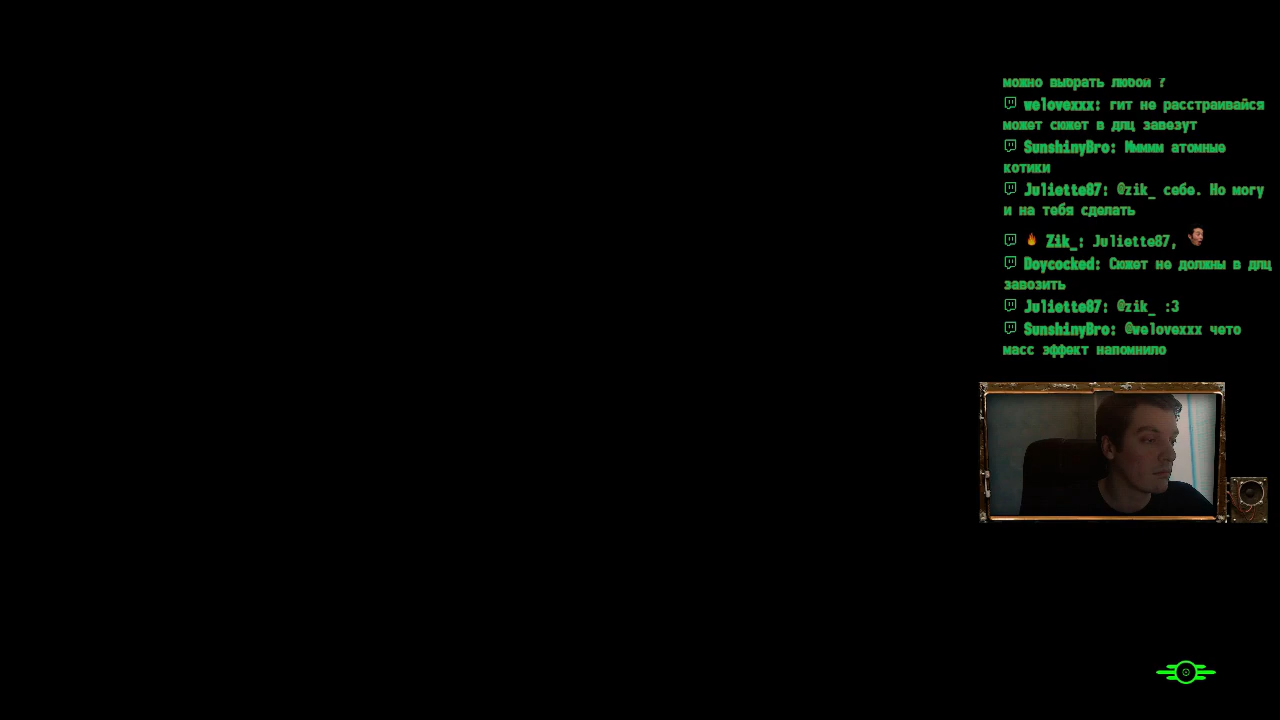 можно выбрать любой ?
welovexxx: гит не расстраивайся
может сюжет в длц завезут
SunshinyBro: Мmммм атомные
котики
Juliette87: @zik_ себе. Но могу
и на тебя сделать
Zik_: Juliette87,
Doycocked: Сюжет не должны в длц
завозить
Juliette87: @zik_ :3
SunshinyBro: @welovexxx чето
масс эффект напомнило